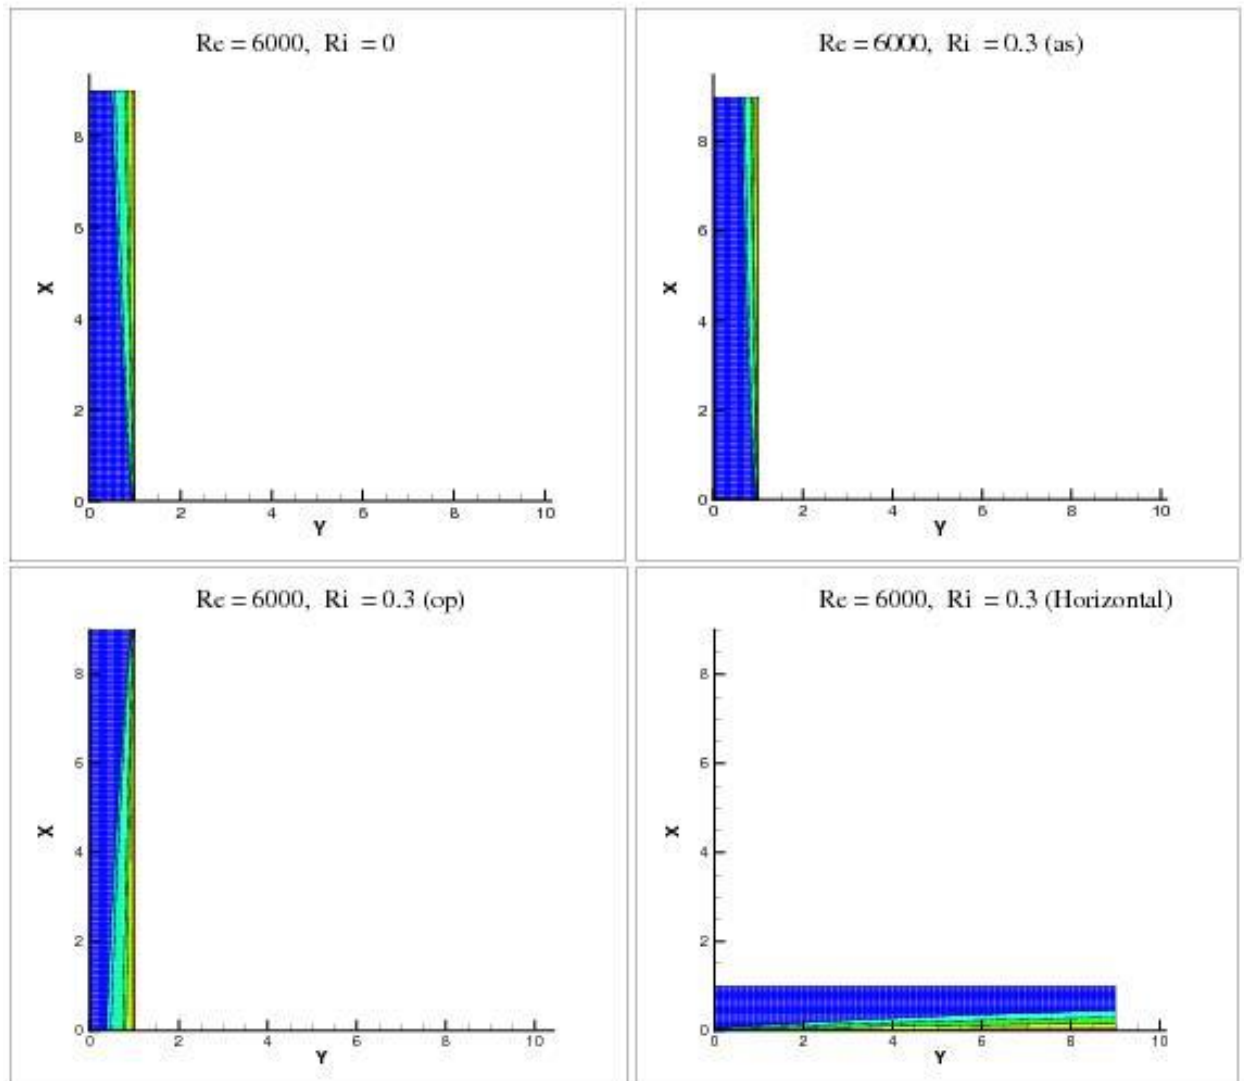 Re = 6000, Ri = 0
8
6
X
4
2
0
0 2 4 6 8 10
Y
Re = 6000, Ri = 0.3 (as)
8
6
X
4
2
0
0 2 4 6 8 10
Y
Re = 6000, Ri = 0.3 (op)
8
6
X
4
2
0
0 2 4 6 8 10
Y
Re = 6000, Ri = 0.3 (Horizontal)
8
6
X
4
2
0
0 2 4 6 8 10
Y